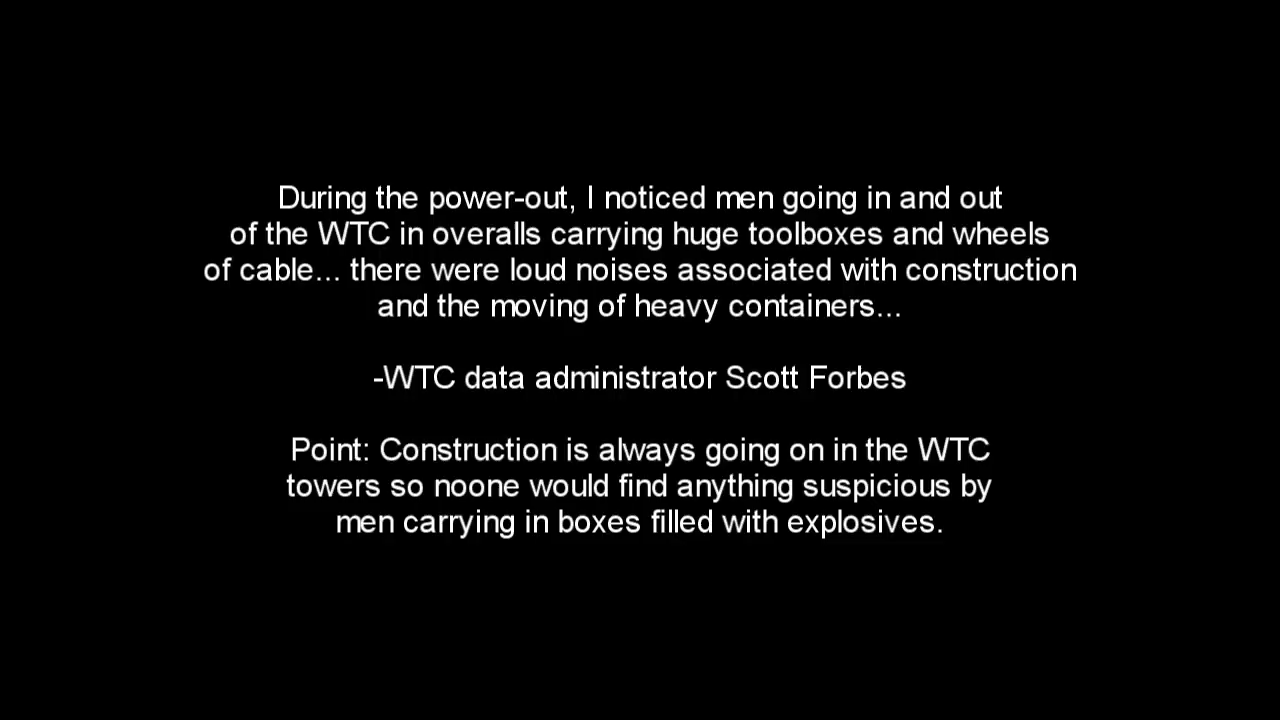 During the power-out, I noticed men going in and out
of the WTC in overalls carrying huge toolboxes and wheels
of cable... there were loud noises associated with construction
and the moving of heavy containers...
-WTC data administrator Scott Forbes
Point: Construction is always going on in the WTC
towers so noone would find anything suspicious by
men carrying in boxes filled with explosives.